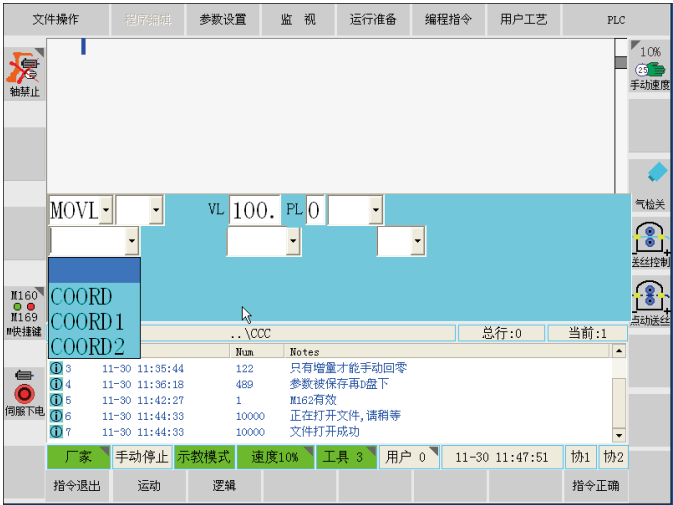 文件操作 程序编辑 参数设置 监 视 运行准备 编程指令 用户工艺 PLC
轴禁止
10%
25
手动速度
气检关
MOVL VL 100. PL 0
COORD
COORD1
COORD2
送丝控制
M160
M169
M快捷键
点动送丝
..\CCC 总行:0 当前:1
Num Notes
3 11-30 11:35:44 122 只有增量才能手动回零
4 11-30 11:36:18 489 参数被保存再D盘下
5 11-30 11:42:27 1 M162有效
6 11-30 11:44:33 10000 正在打开文件,请稍等
7 11-30 11:44:33 10000 文件打开成功
伺服下电
厂家 手动停止 示教模式 速度10% 工具 3 用户 0 11-30 11:47:51 协1 协2
指令退出 运动 逻辑 指令正确